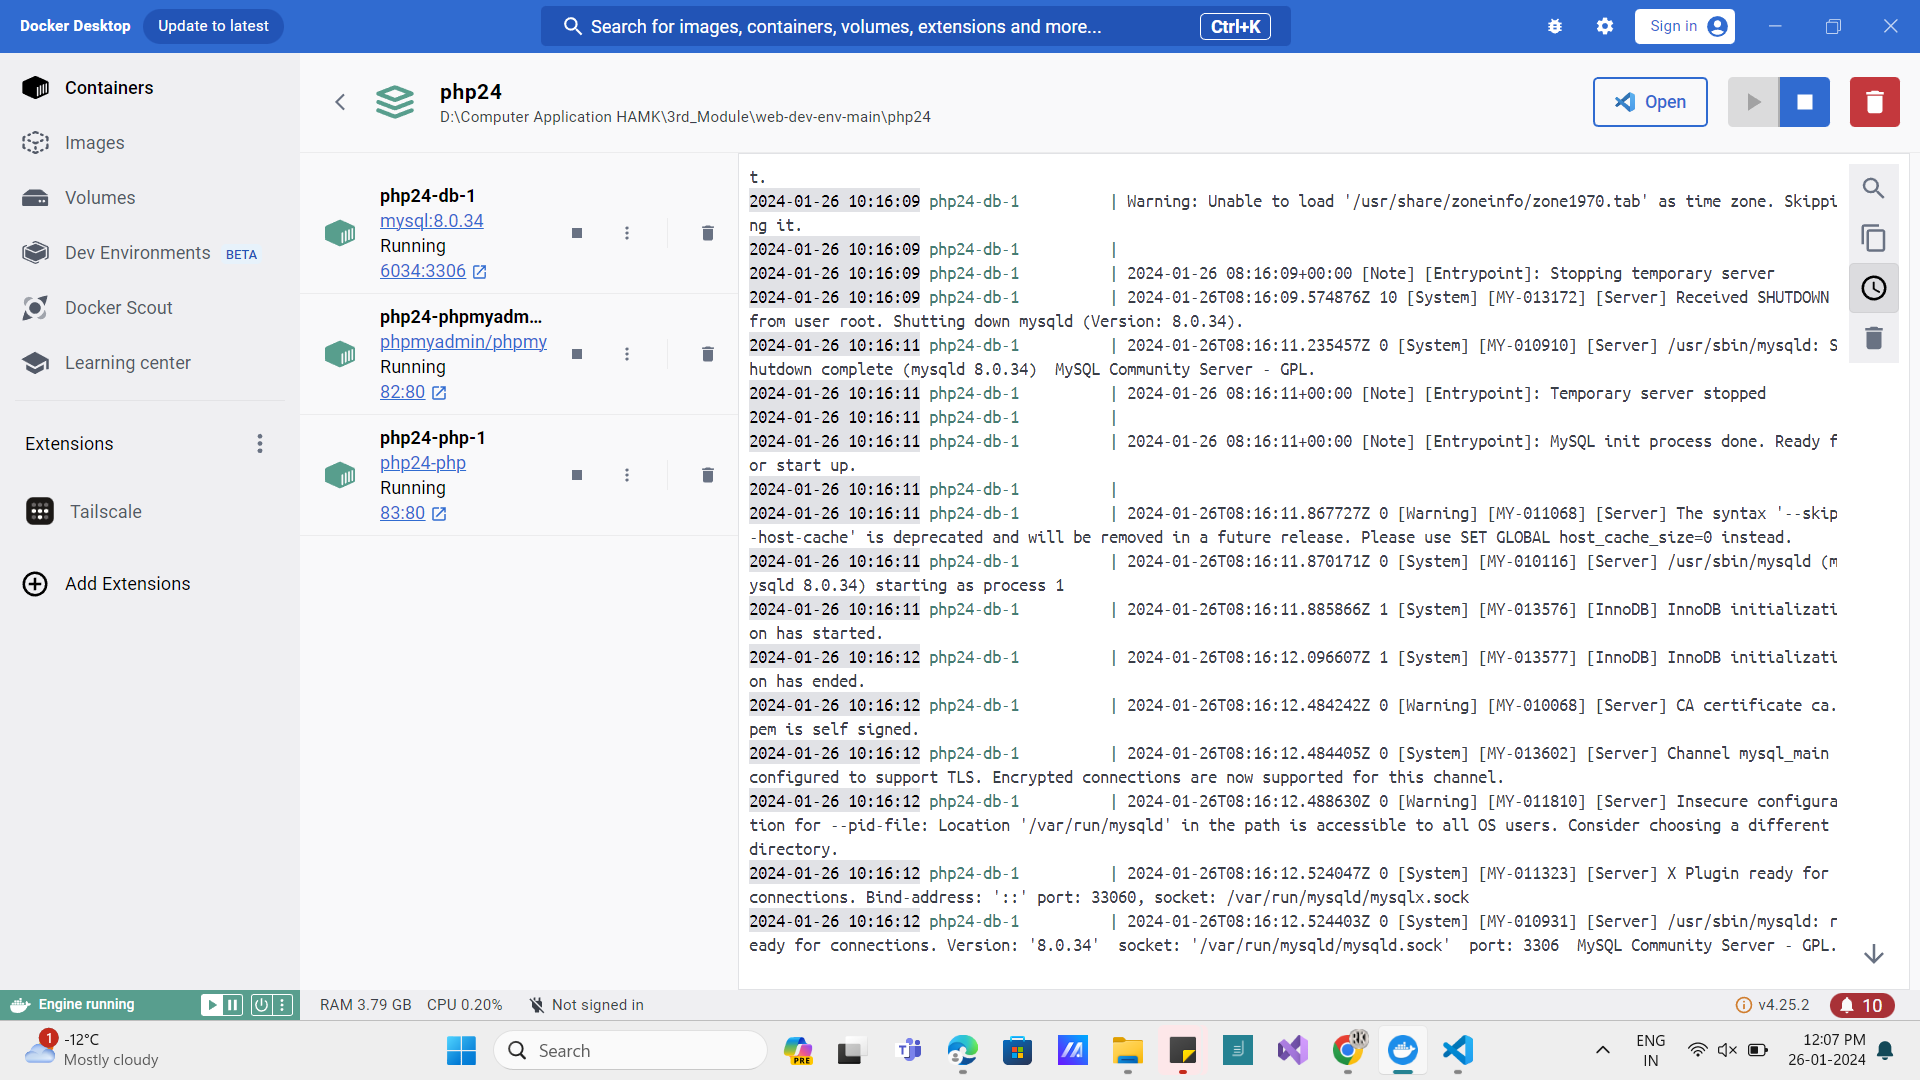 Docker Desktop
Update to latest
Search for images, containers, volumes, extensions and more...
Ctrl+K
Sign in
Containers
Images
Volumes
Dev Environments BETA
Docker Scout
Learning center
Extensions
Tailscale
Add Extensions
php24
D:\Computer Application HAMK\3rd_Module\web-dev-env-main\php24
Open
php24-db-1
mysql:8.0.34
Running
6034:3306
php24-phpmyadm...
phpmyadmin/phpmy
Running
82:80
php24-php-1
php24-php
Running
83:80
t.
2024-01-26 10:16:09 php24-db-1 | Warning: Unable to load '/usr/share/zoneinfo/zone1970.tab' as time zone. Skippi
ng it.
2024-01-26 10:16:09 php24-db-1 |
2024-01-26 10:16:09 php24-db-1 | 2024-01-26 08:16:09+00:00 [Note] [Entrypoint]: Stopping temporary server
2024-01-26 10:16:09 php24-db-1 | 2024-01-26T08:16:09.574876Z 10 [System] [MY-013172] [Server] Received SHUTDOWN
from user root. Shutting down mysqld (Version: 8.0.34).
2024-01-26 10:16:11 php24-db-1 | 2024-01-26T08:16:11.235457Z 0 [System] [MY-010910] [Server] /usr/sbin/mysqld: S
hutdown complete (mysqld 8.0.34)  MySQL Community Server - GPL.
2024-01-26 10:16:11 php24-db-1 | 2024-01-26 08:16:11+00:00 [Note] [Entrypoint]: Temporary server stopped
2024-01-26 10:16:11 php24-db-1 |
2024-01-26 10:16:11 php24-db-1 | 2024-01-26 08:16:11+00:00 [Note] [Entrypoint]: MySQL init process done. Ready f
or start up.
2024-01-26 10:16:11 php24-db-1 |
2024-01-26 10:16:11 php24-db-1 | 2024-01-26T08:16:11.867727Z 0 [Warning] [MY-011068] [Server] The syntax '--skip
-host-cache' is deprecated and will be removed in a future release. Please use SET GLOBAL host_cache_size=0 instead.
2024-01-26 10:16:11 php24-db-1 | 2024-01-26T08:16:11.870171Z 0 [System] [MY-010116] [Server] /usr/sbin/mysqld (m
ysqld 8.0.34) starting as process 1
2024-01-26 10:16:11 php24-db-1 | 2024-01-26T08:16:11.885866Z 1 [System] [MY-013576] [InnoDB] InnoDB initializati
on has started.
2024-01-26 10:16:12 php24-db-1 | 2024-01-26T08:16:12.096607Z 1 [System] [MY-013577] [InnoDB] InnoDB initializati
on has ended.
2024-01-26 10:16:12 php24-db-1 | 2024-01-26T08:16:12.484242Z 0 [Warning] [MY-010068] [Server] CA certificate ca.
pem is self signed.
2024-01-26 10:16:12 php24-db-1 | 2024-01-26T08:16:12.484405Z 0 [System] [MY-013602] [Server] Channel mysql_main
configured to support TLS. Encrypted connections are now supported for this channel.
2024-01-26 10:16:12 php24-db-1 | 2024-01-26T08:16:12.488630Z 0 [Warning] [MY-011810] [Server] Insecure configura
tion for --pid-file: Location '/var/run/mysqld' in the path is accessible to all OS users. Consider choosing a different
directory.
2024-01-26 10:16:12 php24-db-1 | 2024-01-26T08:16:12.524047Z 0 [System] [MY-011323] [Server] X Plugin ready for
connections. Bind-address: '::' port: 33060, socket: /var/run/mysqld/mysqlx.sock
2024-01-26 10:16:12 php24-db-1 | 2024-01-26T08:16:12.524403Z 0 [System] [MY-010931] [Server] /usr/sbin/mysqld: r
eady for connections. Version: '8.0.34'  socket: '/var/run/mysqld/mysqld.sock'  port: 3306  MySQL Community Server - GPL.
Engine running
RAM 3.79 GB CPU 0.20% Not signed in
v4.25.2
10
1
-12°C
Mostly cloudy
Search
PRE
ENG
IN
12:07 PM
26-01-2024